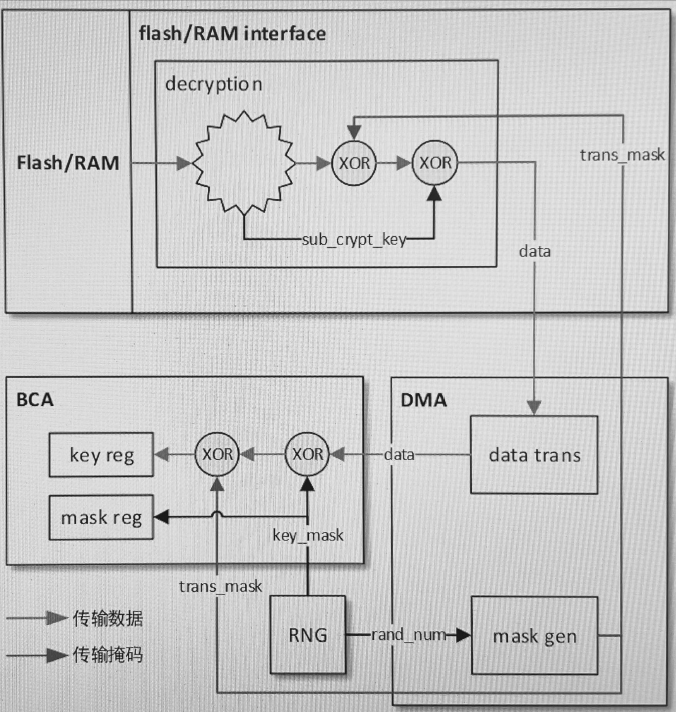 flash/RAM interface
decryption
Flash/RAM
XOR
XOR
trans_mask
sub_crypt_key
data
BCA
DMA
key reg
XOR
XOR
data
data trans
mask reg
key_mask
trans_mask
传输数据
RNG
rand_num
mask gen
传输掩码